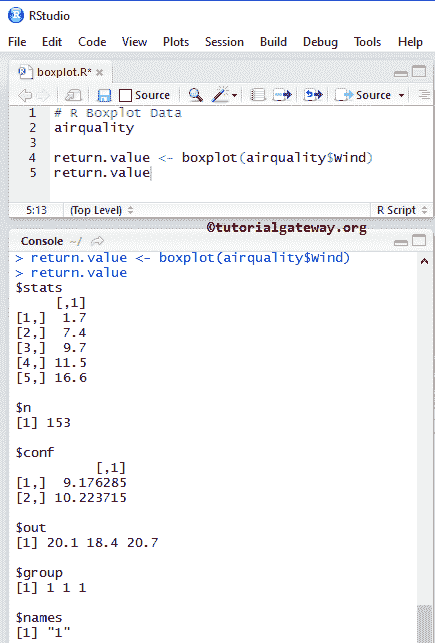 RStudio
File Edit Code View Plots Session Build Debug Tools Help
boxplot.R*
Source Source
1 # R Boxplot Data
2 airquality
3
4 return.value <- boxplot(airquality$Wind)
5 return.value
5:13 (Top Level) R Script
©tutorialgateway.org
Console ~/
> return.value <- boxplot(airquality$Wind)
> return.value
$stats
[,1]
[1,] 1.7
[2,] 7.4
[3,] 9.7
[4,] 11.5
[5,] 16.6
$n
[1] 153
$conf
[,1]
[1,] 9.176285
[2,] 10.223715
$out
[1] 20.1 18.4 20.7
$group
[1] 1 1 1
$names
[1] "1"